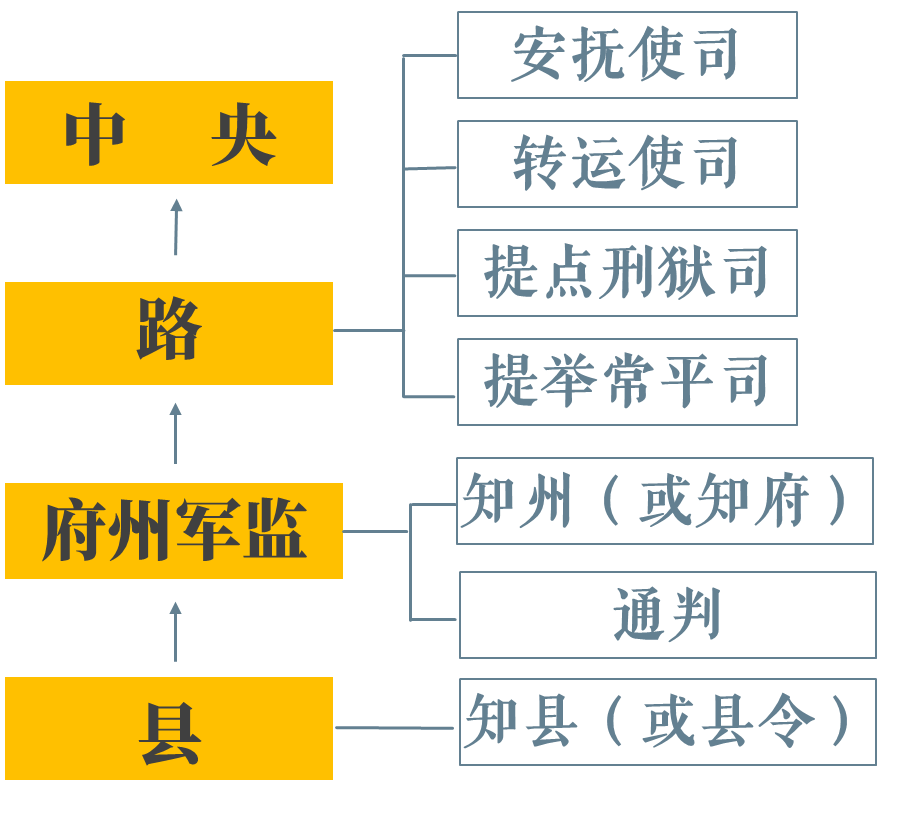 中 央
路
府州军监
县
安抚使司
转运使司
提点刑狱司
提举常平司
知州（或知府）
通判
知县（或县令）